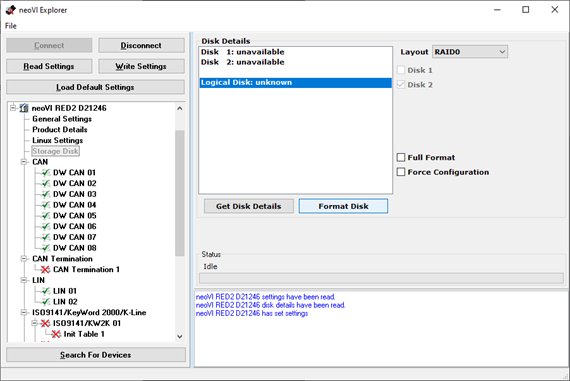 neoVI Explorer
File
Connect
Disconnect
Read Settings
Write Settings
Load Default Settings
neoVI RED2 D21246
General Settings
Product Details
Linux Settings
Storage Disk
CAN
DW CAN 01
DW CAN 02
DW CAN 03
DW CAN 04
DW CAN 05
DW CAN 06
DW CAN 07
DW CAN 08
CAN Termination
CAN Termination 1
LIN
LIN 01
LIN 02
ISO9141/KeyWord 2000/K-Line
ISO9141/KW2K 01
Init Table 1
Search For Devices
Disk Details
Disk 1: unavailable
Disk 2: unavailable
Logical Disk: unknown
Layout RAID0
Disk 1
Disk 2
Full Format
Force Configuration
Get Disk Details
Format Disk
Status
Idle
neoVI RED2 D21246 settings have been read.
neoVI RED2 D21246 disk details have been read.
neoVI RED2 D21246 has set settings